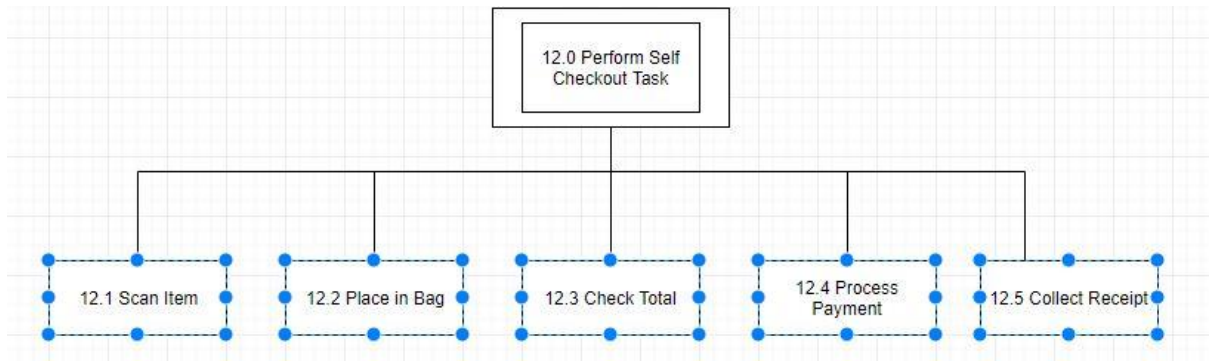 12.0 Perform Self
Checkout Task
12.1 Scan Item
12.2 Place in Bag
12.3 Check Total
12.4 Process
Payment
12.5 Collect Receipt